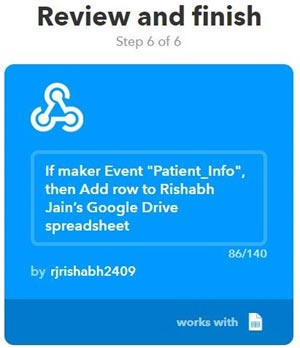 Review and finish
Step 6 of 6
If maker Event "Patient_Info",
then Add row to Rishabh
Jain's Google Drive
spreadsheet
86/140
by rjrishabh2409
works with